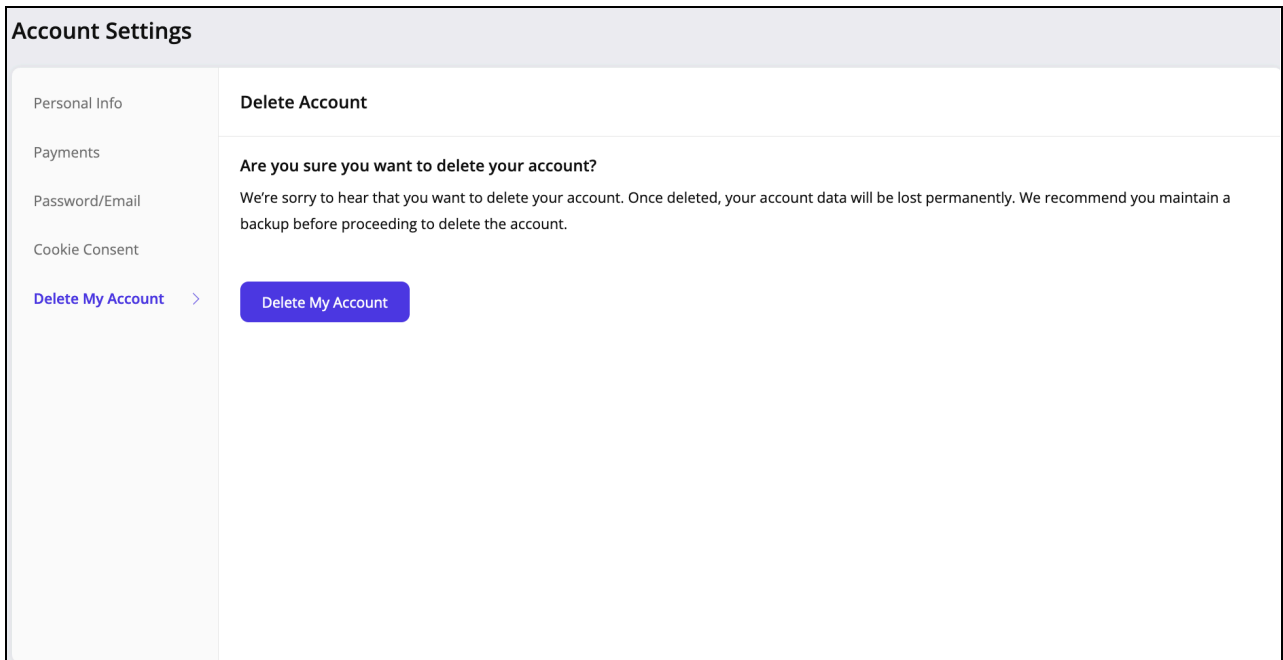 Account Settings
Personal Info
Payments
Password/Email
Cookie Consent
Delete My Account
Delete Account
Are you sure you want to delete your account?
We’re sorry to hear that you want to delete your account. Once deleted, your account data will be lost permanently. We recommend you maintain a
backup before proceeding to delete the account.
Delete My Account